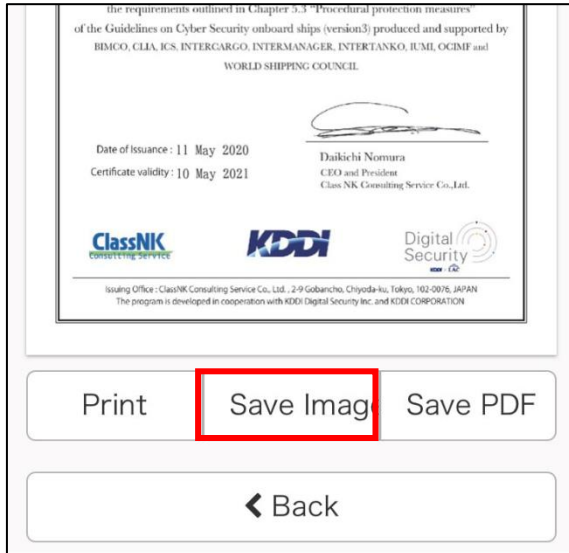 the requirements outlined in Chapter 5.3 "Procedural protection measures"
of the Guidelines on Cyber Security onboard ships (version3) produced and supported by
BIMCO, CLIA, ICS, INTERCARGO, INTERMANAGER, INTERTANKO, IUMI, OCIMF and
WORLD SHIPPING COUNCIL
Date of Issuance : 11 May 2020
Certificate validity : 10 May 2021
Daikichi Nomura
CEO and President
Class NK Consulting Service Co.,Ltd.
ClassNK
Consulting Service
KDDI
Digital
Security
KDDI × LAC
Issuing Office : ClassNK Consulting Service Co., Ltd. , 2-9 Gobancho, Chiyoda-ku, Tokyo, 102-0076, JAPAN
The program is developed in cooperation with KDDI Digital Security Inc. and KDDI CORPORATION
Print Save Image Save PDF
Back